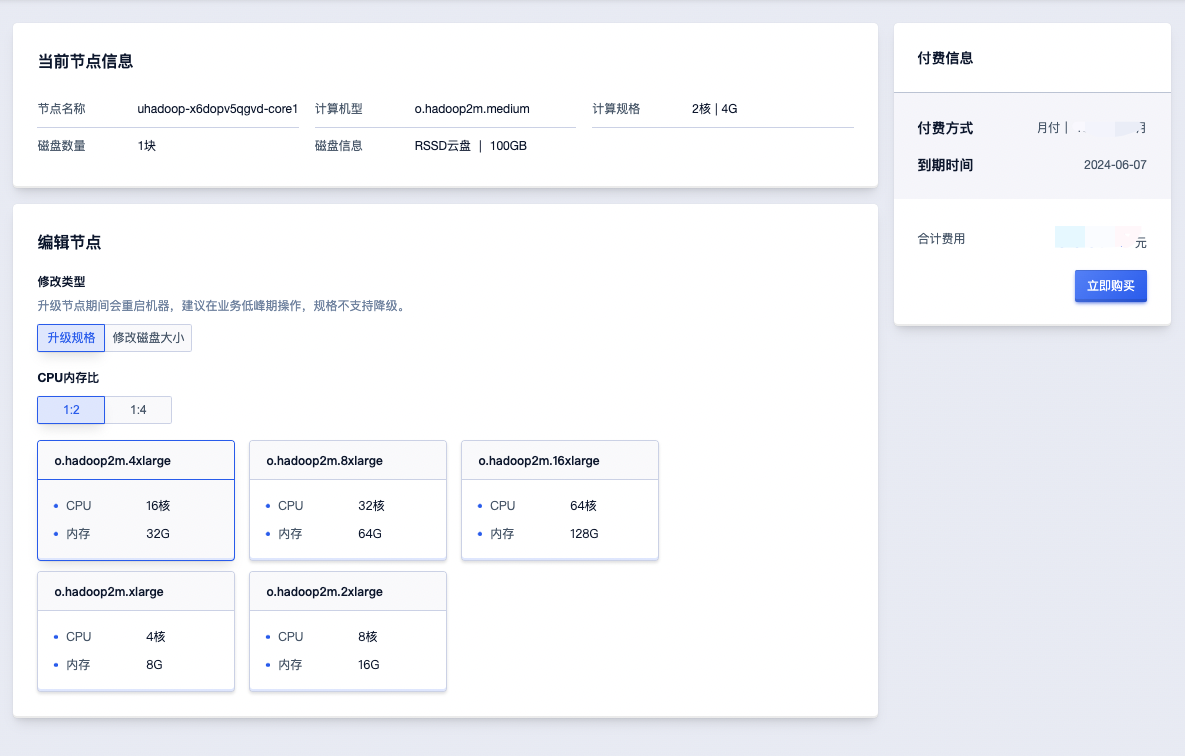 当前节点信息
节点名称 uhadoop-x6dopv5qgvd-core1 计算机型 o.hadoop2m.medium 计算规格 2核 | 4G
磁盘数量 1块 磁盘信息 RSSD云盘 | 100GB
编辑节点
修改类型
升级节点期间会重启机器，建议在业务低峰期操作，规格不支持降级。
升级规格 修改磁盘大小
CPU内存比
1:2 1:4
o.hadoop2m.4xlarge o.hadoop2m.8xlarge o.hadoop2m.16xlarge
• CPU 16核 • CPU 32核 • CPU 64核
• 内存 32G • 内存 64G • 内存 128G
o.hadoop2m.xlarge o.hadoop2m.2xlarge
• CPU 4核 • CPU 8核
• 内存 8G • 内存 16G
付费信息
付费方式 月付 | 月
到期时间 2024-06-07
合计费用 元
立即购买